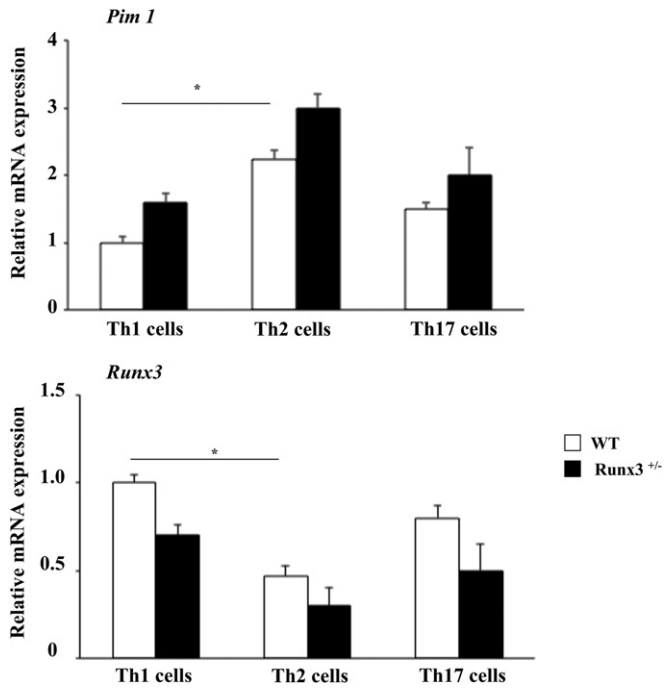 Pim 1
Relative mRNA expression
4
3
2
1
0
*
Th1 cells
Th2 cells
Th17 cells
Runx3
Relative mRNA expression
1.5
1.0
0.5
0
*
Th1 cells
Th2 cells
Th17 cells
WT
Runx3 +/-